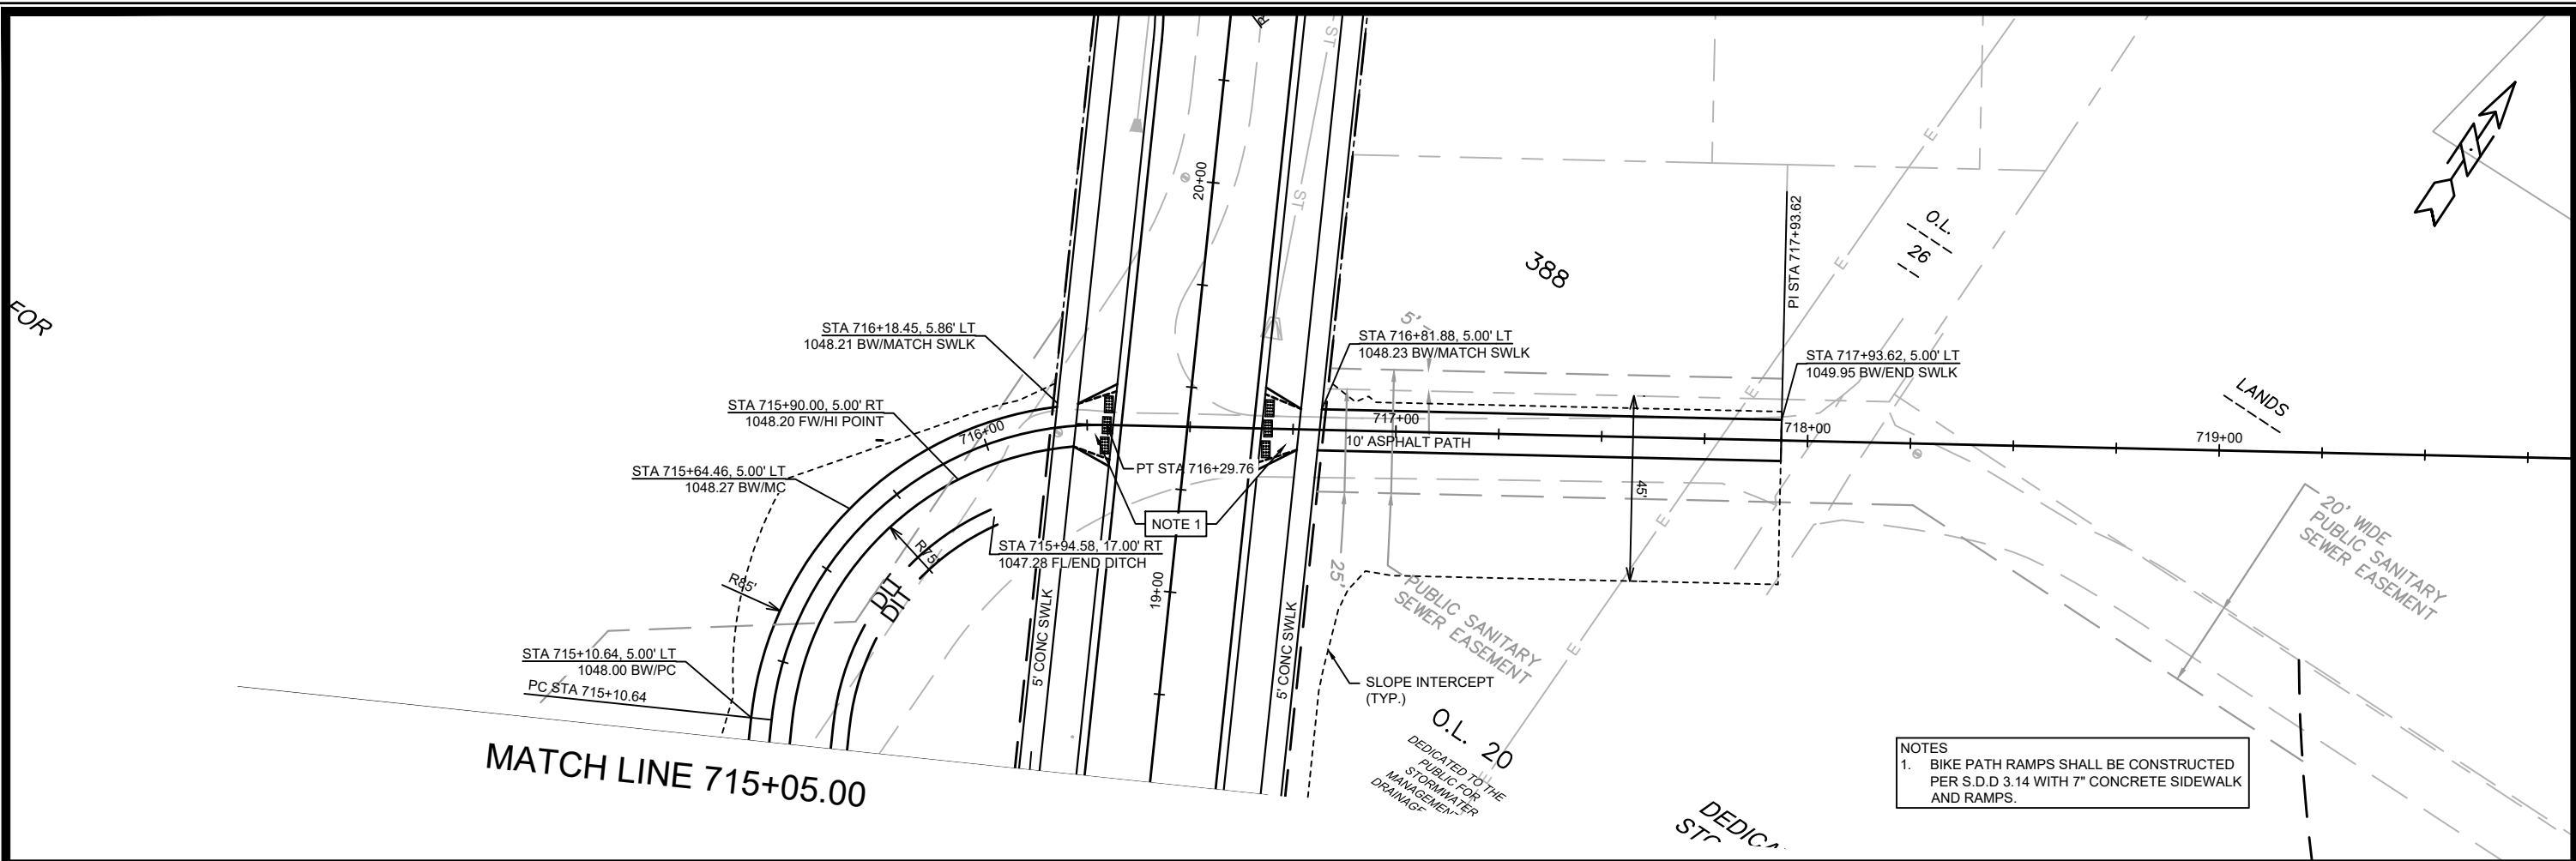 FOR
ST
ST
20+00
19+00
388
5'
PI STA 717+93.62
O.L.
26
E
E
E
E
E
E
STA 716+18.45, 5.86' LT
1048.21 BW/MATCH SWLK
STA 716+81.88, 5.00' LT
1048.23 BW/MATCH SWLK
STA 717+93.62, 5.00' LT
1049.95 BW/END SWLK
LANDS
STA 715+90.00, 5.00' RT
1048.20 FW/HI POINT
716+00
717+00
10' ASPHALT PATH
718+00
719+00
STA 715+64.46, 5.00' LT
1048.27 BW/MC
PT STA 716+29.76
NOTE 1
45'
STA 715+94.58, 17.00' RT
1047.28 FL/END DITCH
R75'
R85'
DIT
DIT
25'
PUBLIC SANITARY
SEWER EASEMENT
20' WIDE
PUBLIC SANITARY
SEWER EASEMENT
5' CONC SWLK
5' CONC SWLK
STA 715+10.64, 5.00' LT
1048.00 BW/PC
PC STA 715+10.64
SLOPE INTERCEPT
(TYP.)
O.L. 20
DEDICATED TO THE
PUBLIC FOR
STORMWATER
MANAGEMENT
DRAINAGE
MATCH LINE 715+05.00
NOTES
1. BIKE PATH RAMPS SHALL BE CONSTRUCTED
PER S.D.D 3.14 WITH 7" CONCRETE SIDEWALK
AND RAMPS.